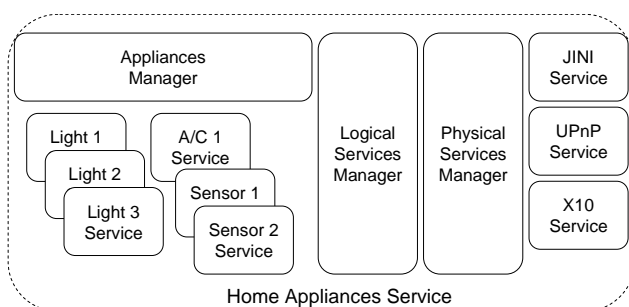 Appliances
Manager
Light 1
Light 2
Light 3
Service
A/C 1
Service
Sensor 1
Sensor 2
Service
Logical
Services
Manager
Physical
Services
Manager
JINI
Service
UPnP
Service
X10
Service
Home Appliances Service